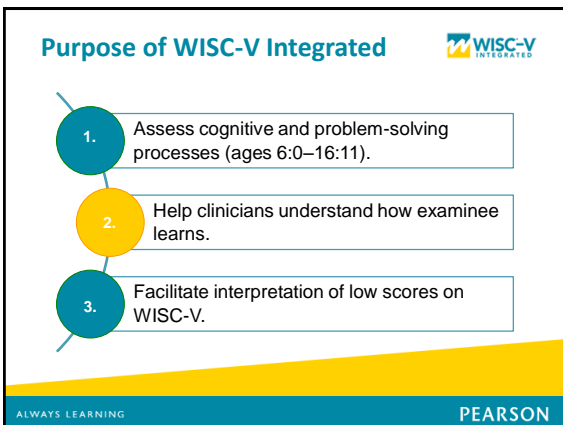 Purpose of WISC-V Integrated
WISC-V
INTEGRATED
1.
Assess cognitive and problem-solving
processes (ages 6:0–16:11).
2.
Help clinicians understand how examinee
learns.
3.
Facilitate interpretation of low scores on
WISC-V.
ALWAYS LEARNING
PEARSON